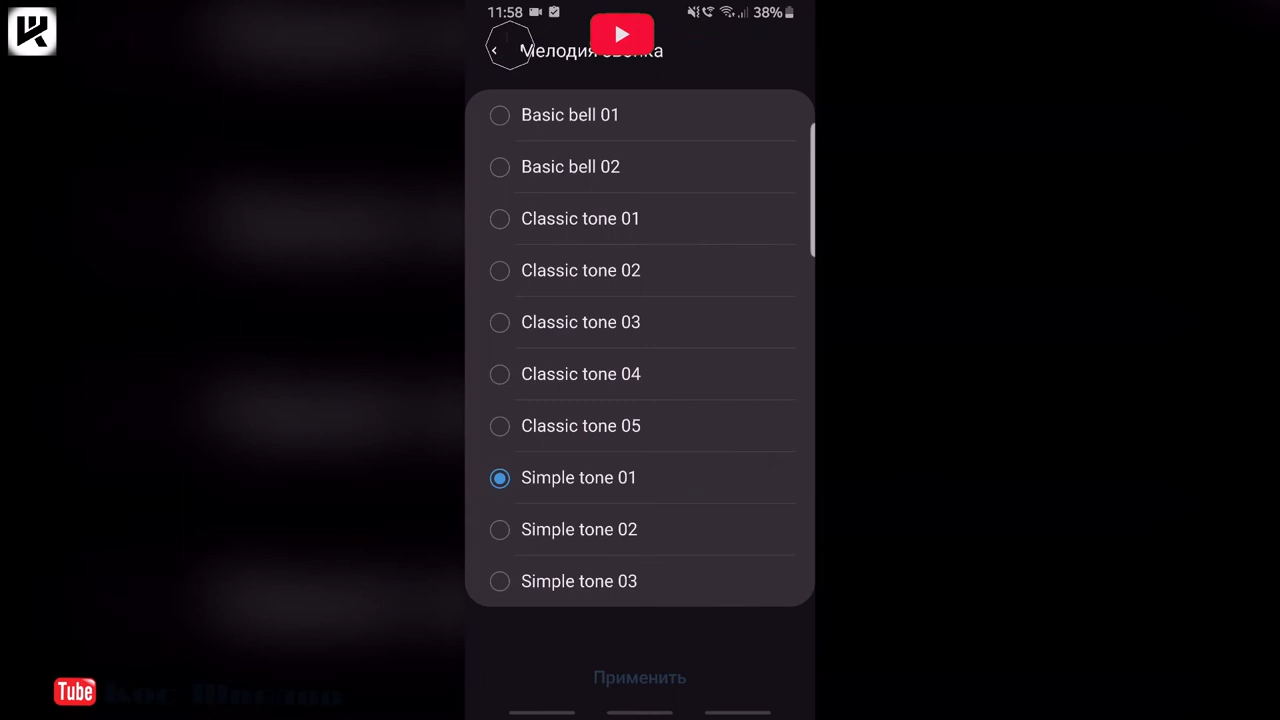 11:58
38%
Мелодия звонка
Basic bell 01
Basic bell 02
Classic tone 01
Classic tone 02
Classic tone 03
Classic tone 04
Classic tone 05
Simple tone 01
Simple tone 02
Simple tone 03
Применить
Tube